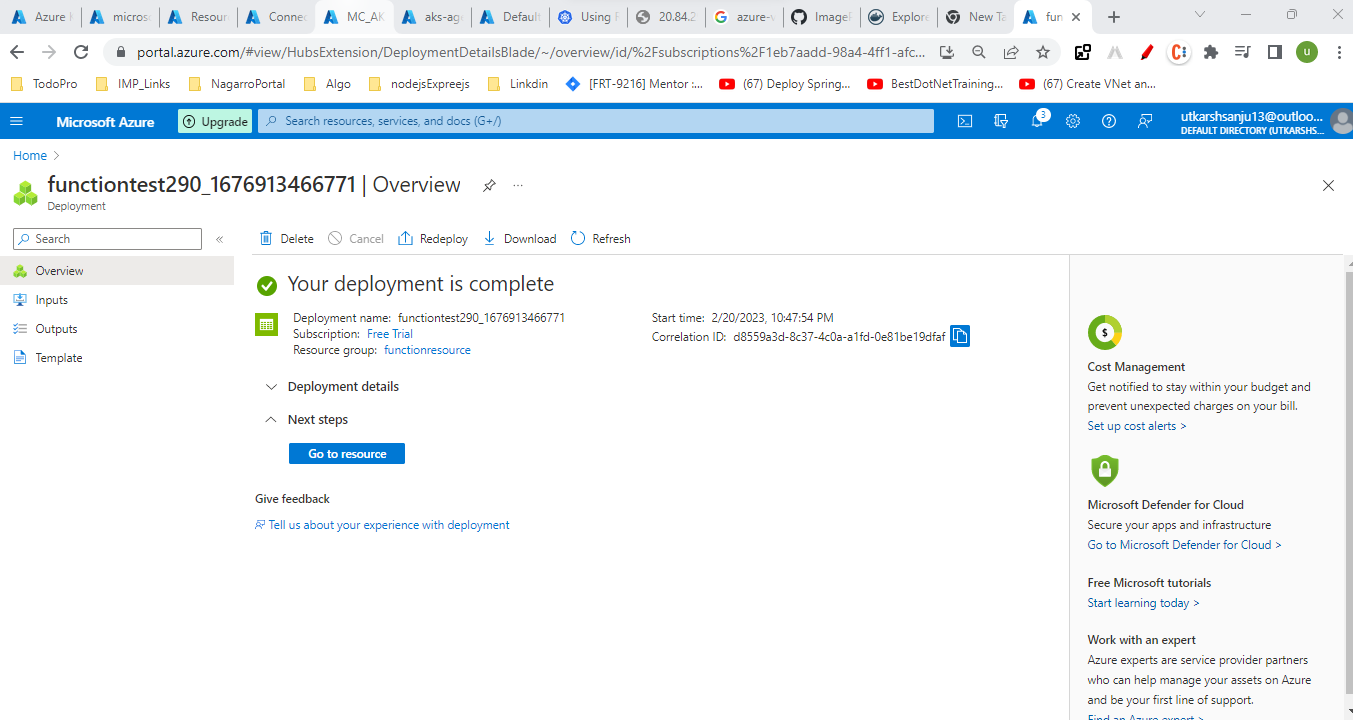 Azure
micros
Resour
Connec
MC_AK
aks-age
Default
Using F
20.84.2
azure-v
ImageP
Explore
New Ta
fun
portal.azure.com/#view/HubsExtension/DeploymentDetailsBlade/~/overview/id/%2Fsubscriptions%2F1eb7aadd-98a4-4ff1-afc...
u
TodoPro
IMP_Links
NagarroPortal
Algo
nodejsExpreejs
Linkdin
[FRT-9216] Mentor :...
(67) Deploy Spring...
BestDotNetTraining...
(67) Create VNet an...
Microsoft Azure
Upgrade
Search resources, services, and docs (G+/)
3
utkarshsanju13@outloo...
DEFAULT DIRECTORY (UTKARSHS...
Home
functiontest290_1676913466771 | Overview
...
Deployment
Search
«
Overview
Inputs
Outputs
Template
Delete
Cancel
Redeploy
Download
Refresh
Your deployment is complete
Deployment name: functiontest290_1676913466771
Subscription: Free Trial
Resource group: functionresource
Start time: 2/20/2023, 10:47:54 PM
Correlation ID: d8559a3d-8c37-4c0a-a1fd-0e81be19dfaf
Deployment details
Next steps
Go to resource
Give feedback
Tell us about your experience with deployment
$
Cost Management
Get notified to stay within your budget and
prevent unexpected charges on your bill.
Set up cost alerts >
Microsoft Defender for Cloud
Secure your apps and infrastructure
Go to Microsoft Defender for Cloud >
Free Microsoft tutorials
Start learning today >
Work with an expert
Azure experts are service provider partners
who can help manage your assets on Azure
and be your first line of support.
Find an Azure expert >